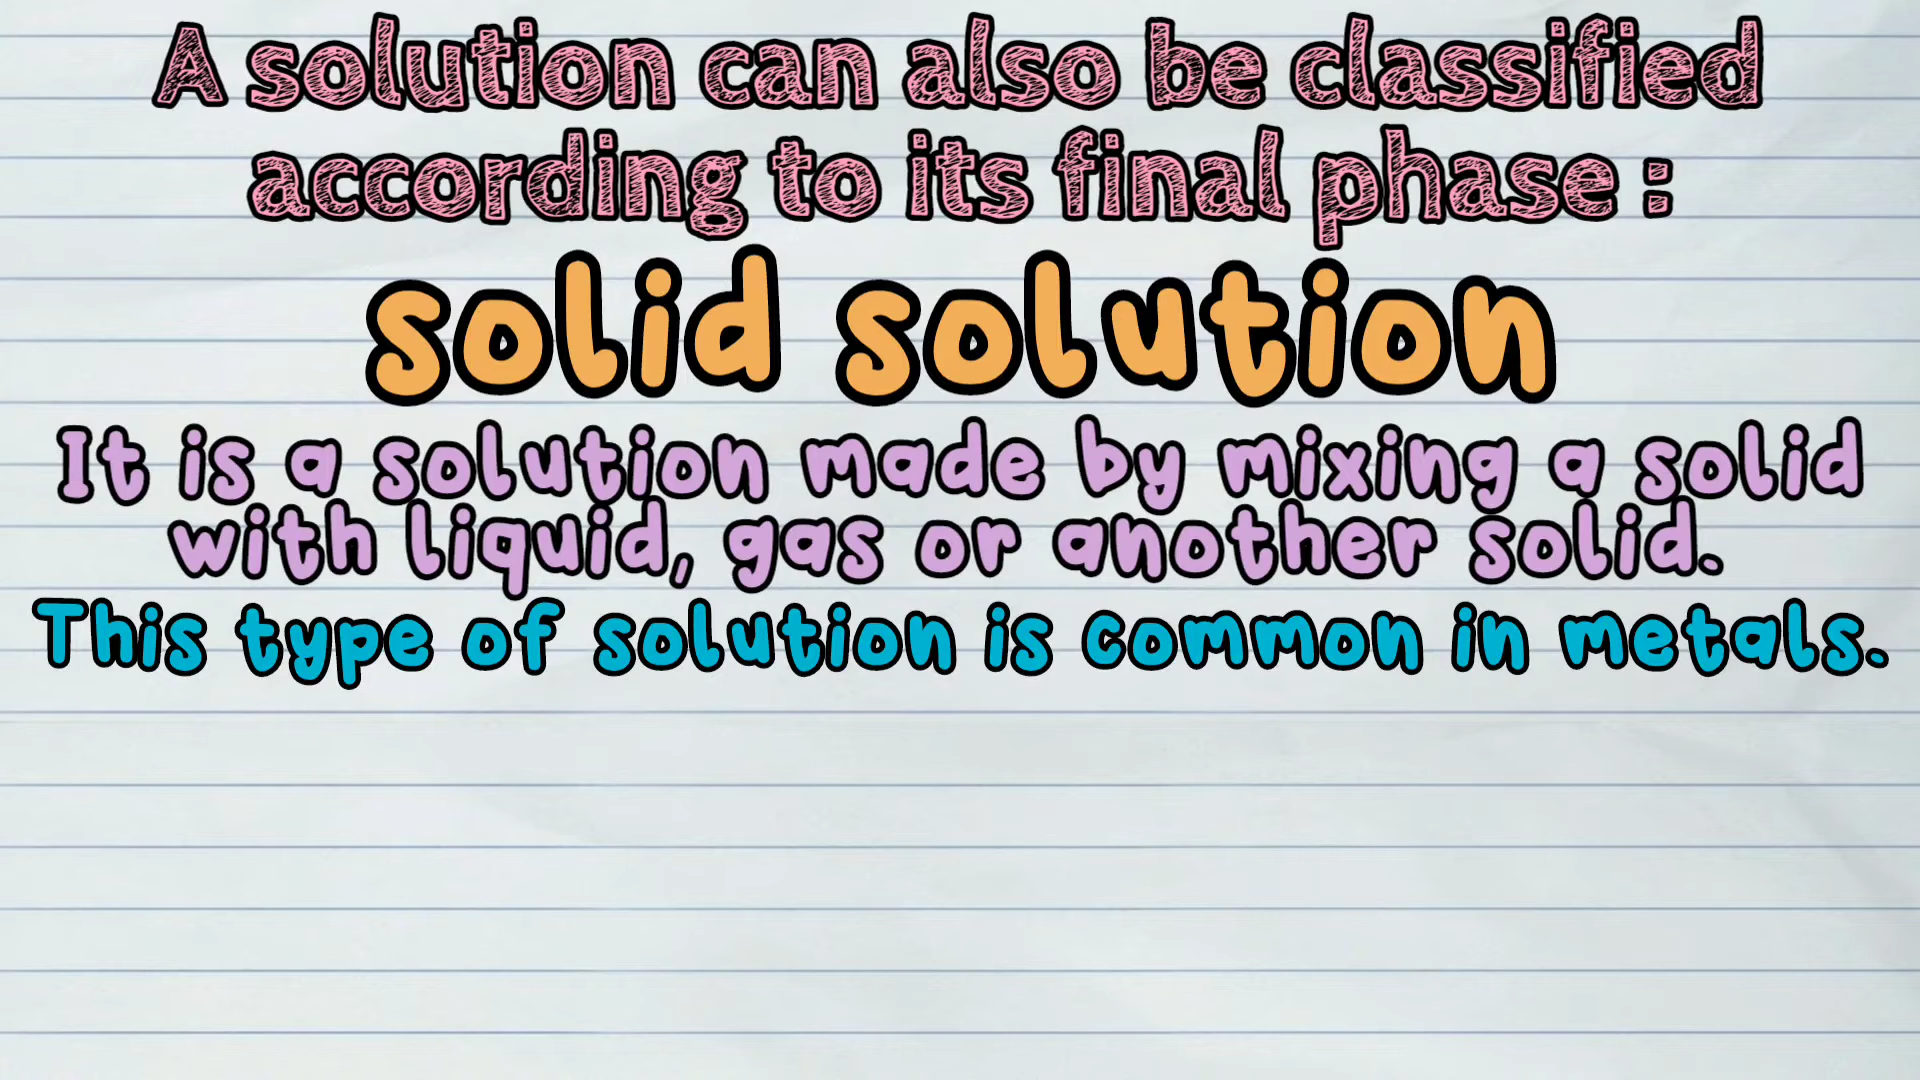 A solution can also be classified
according to its final phase :
solid solution
It is a solution made by mixing a solid
with liquid, gas or another solid.
This type of solution is common in metals.